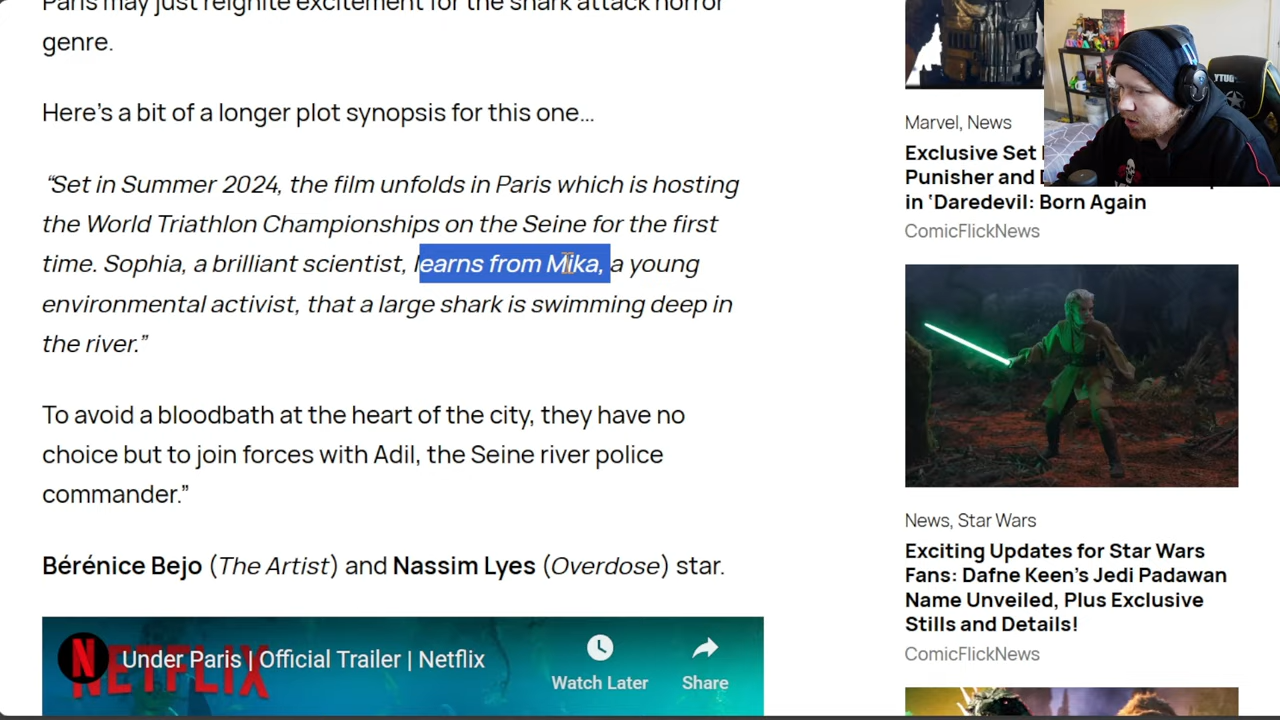 Paris may just reignite excitement for the shark attack horror
genre.
Here's a bit of a longer plot synopsis for this one...
“Set in Summer 2024, the film unfolds in Paris which is hosting
the World Triathlon Championships on the Seine for the first
time. Sophia, a brilliant scientist, learns from Mika, a young
environmental activist, that a large shark is swimming deep in
the river.”
To avoid a bloodbath at the heart of the city, they have no
choice but to join forces with Adil, the Seine river police
commander.”
Bérénice Bejo (The Artist) and Nassim Lyes (Overdose) star.
NETFLIX
Under Paris | Official Trailer | Netflix
Watch Later
Share
Marvel, News
Exclusive Set
Punisher and
in ‘Daredevil: Born Again
ComicFlickNews
News, Star Wars
Exciting Updates for Star Wars
Fans: Dafne Keen's Jedi Padawan
Name Unveiled, Plus Exclusive
Stills and Details!
ComicFlickNews